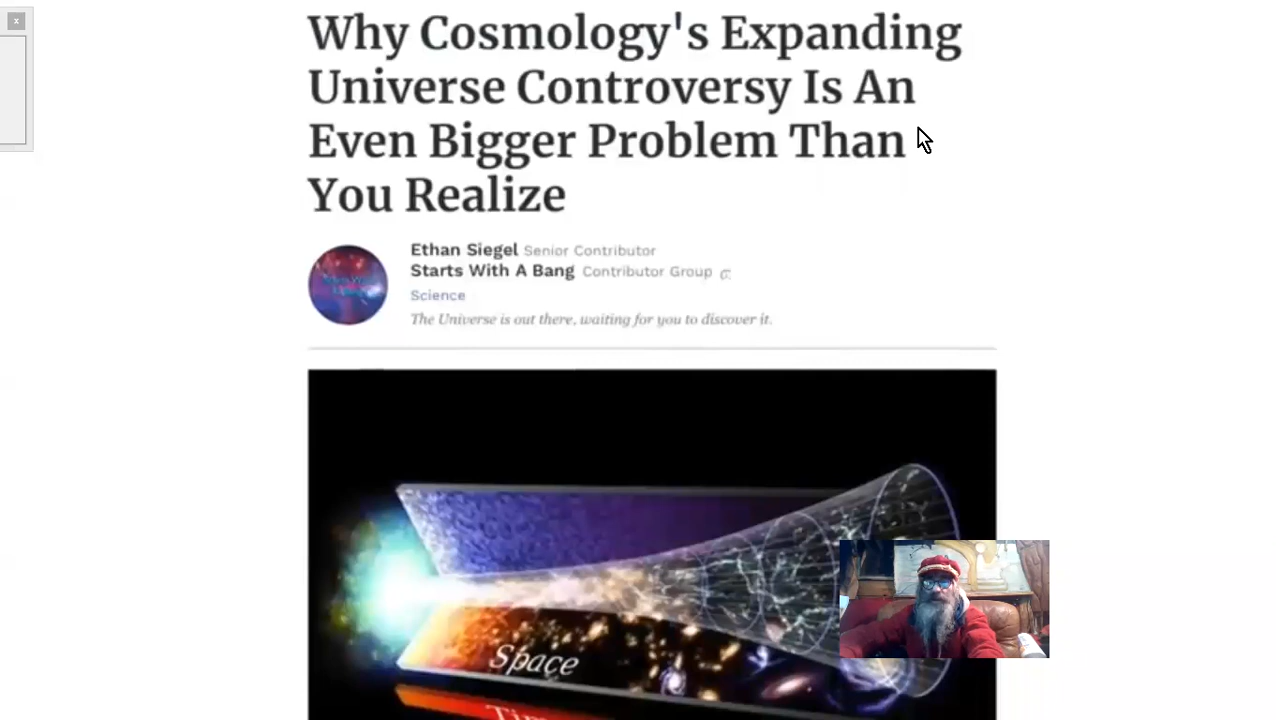 x
Why Cosmology's Expanding
Universe Controversy Is An
Even Bigger Problem Than
You Realize
Ethan Siegel Senior Contributor
Starts With A Bang Contributor Group
Science
The Universe is out there, waiting for you to discover it.
Space